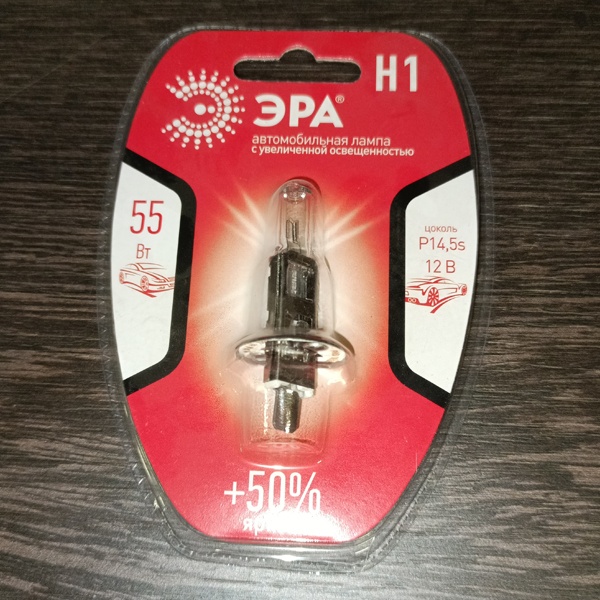 H1
ЭРА®
автомобильная лампа
с увеличенной освещенностью
55
Вт
цоколь
P14,5s
12 В
+50%